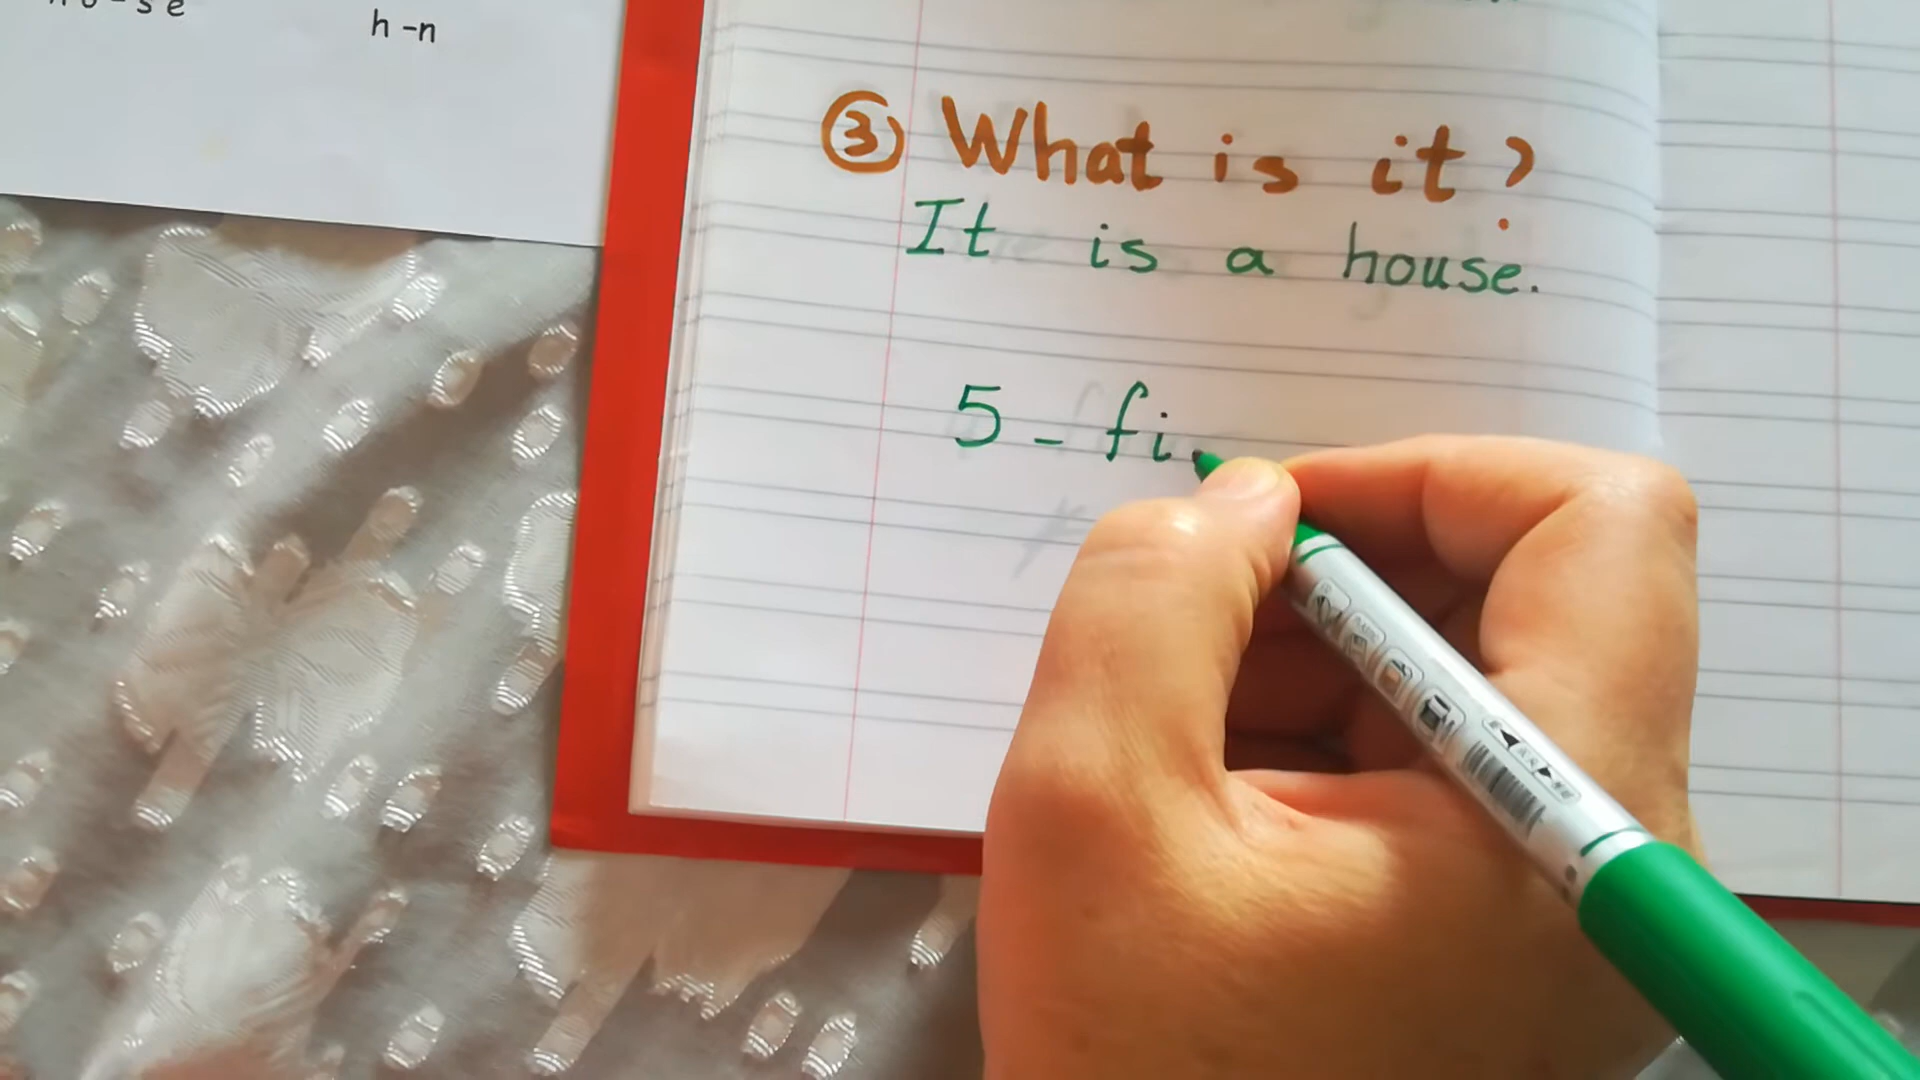 h-n
③ What is it?
It is a house.
5 - fi